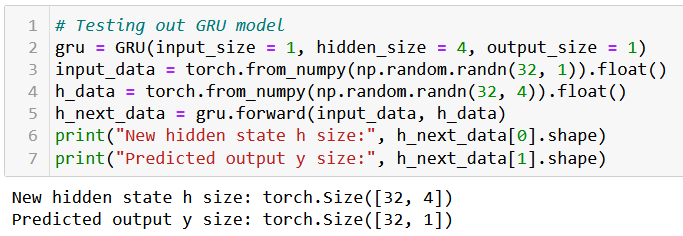 1 # Testing out GRU model
2 gru = GRU(input_size = 1, hidden_size = 4, output_size = 1)
3 input_data = torch.from_numpy(np.random.randn(32, 1)).float()
4 h_data = torch.from_numpy(np.random.randn(32, 4)).float()
5 h_next_data = gru.forward(input_data, h_data)
6 print("New hidden state h size:", h_next_data[0].shape)
7 print("Predicted output y size:", h_next_data[1].shape)
New hidden state h size: torch.Size([32, 4])
Predicted output y size: torch.Size([32, 1])